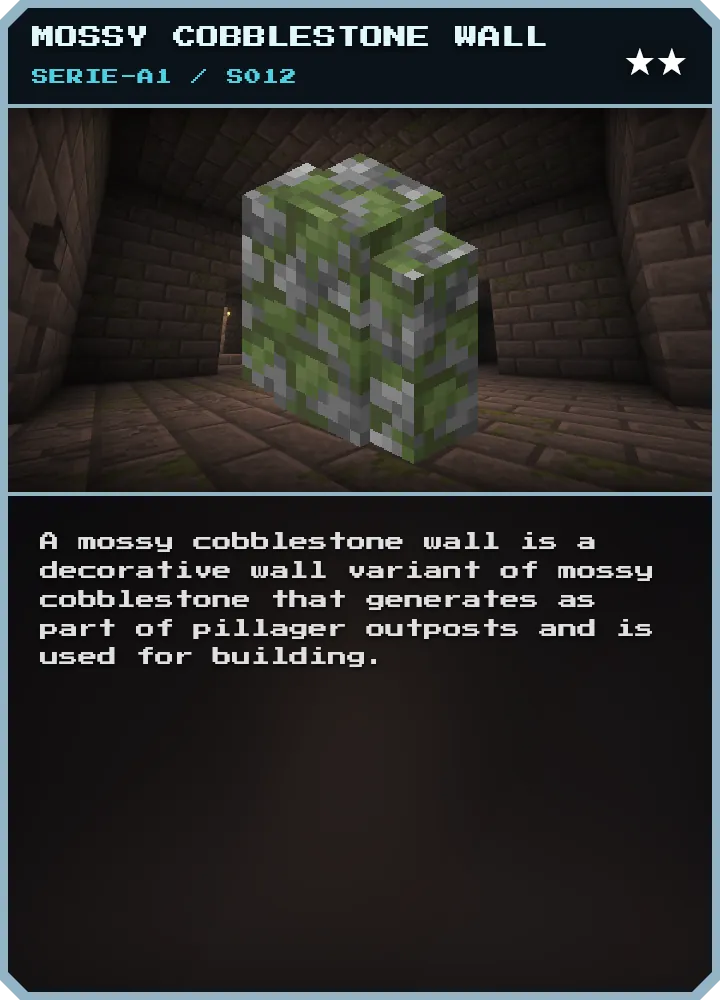 MOSSY COBBLESTONE WALL
SERIE-A1 / S012
A mossy cobblestone wall is a
decorative wall variant of mossy
cobblestone that generates as
part of pillager outposts and is
used for building.